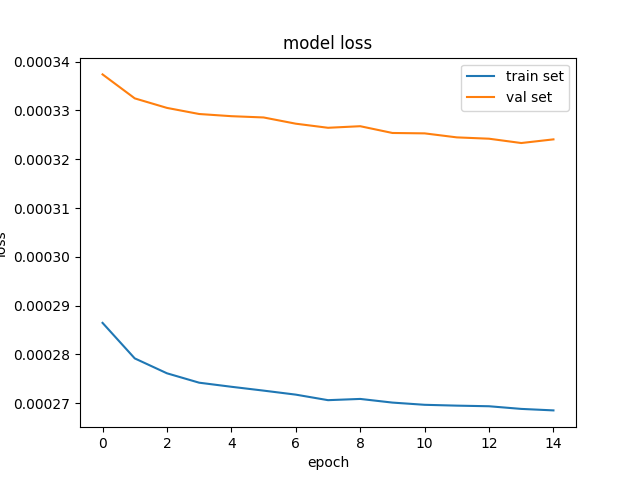 model loss
train set
val set
0.00034
0.00033
0.00032
0.00031
0.00030
0.00029
0.00028
0.00027
loss
0 2 4 6 8 10 12 14
epoch